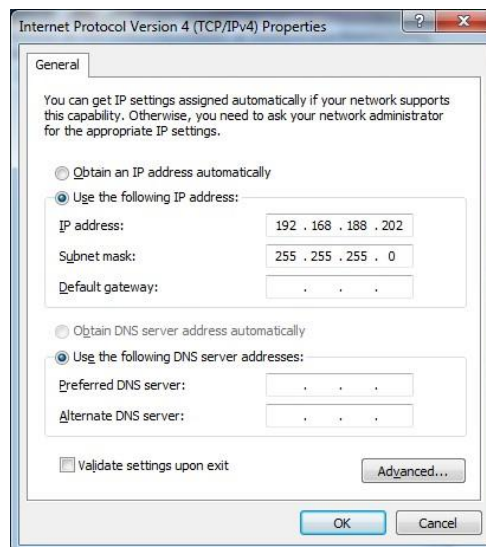 Internet Protocol Version 4 (TCP/IPv4) Properties
General
You can get IP settings assigned automatically if your network supports
this capability. Otherwise, you need to ask your network administrator
for the appropriate IP settings.
Obtain an IP address automatically
Use the following IP address:
IP address: 192 . 168 . 188 . 202
Subnet mask: 255 . 255 . 255 . 0
Default gateway: . . .
Obtain DNS server address automatically
Use the following DNS server addresses:
Preferred DNS server: . . .
Alternate DNS server: . . .
Validate settings upon exit
Advanced...
OK Cancel